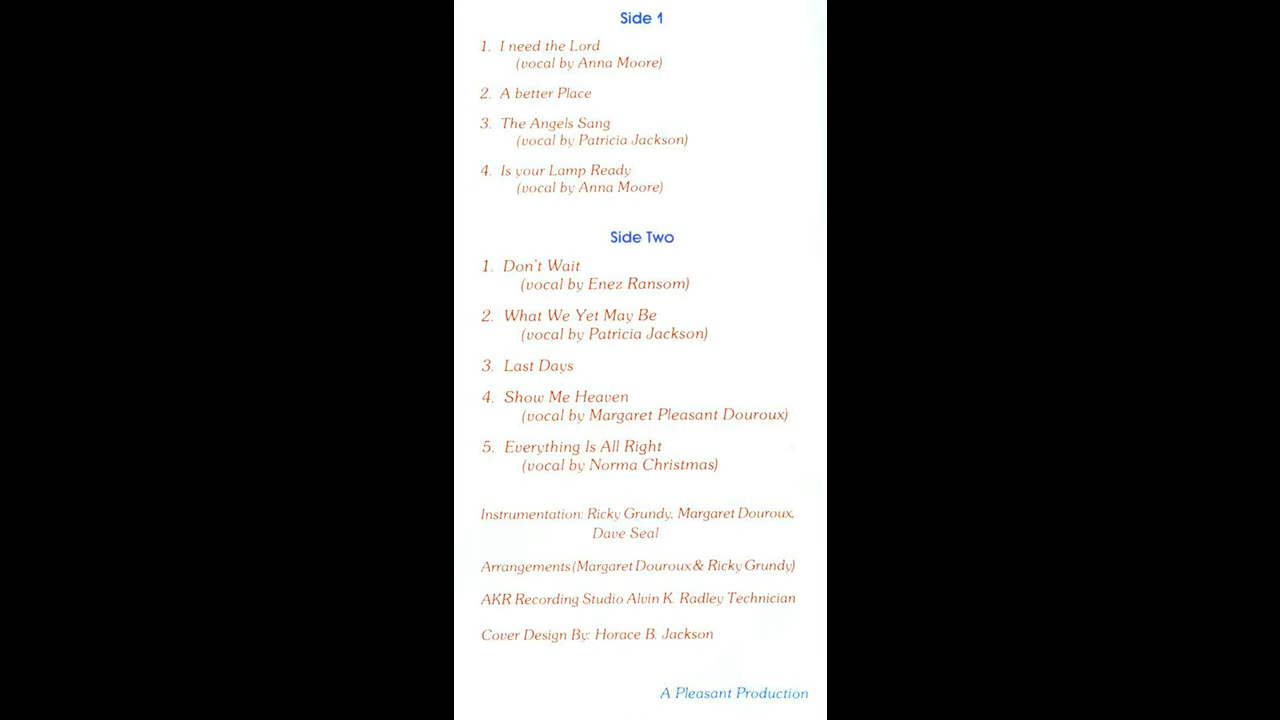 Side 1
1. I need the Lord
(vocal by Anna Moore)
2. A better Place
3. The Angels Sang
(vocal by Patricia Jackson)
4. Is your Lamp Ready
(vocal by Anna Moore)
Side Two
1. Don't Wait
(vocal by Enez Ransom)
2. What We Yet May Be
(vocal by Patricia Jackson)
3. Last Days
4. Show Me Heaven
(vocal by Margaret Pleasant Douroux)
5. Everything Is All Right
(vocal by Norma Christmas)
Instrumentation: Ricky Grundy, Margaret Douroux,
Dave Seal
Arrangements (Margaret Douroux & Ricky Grundy)
AKR Recording Studio Alvin K. Radley Technician
Cover Design By: Horace B. Jackson
A Pleasant Production